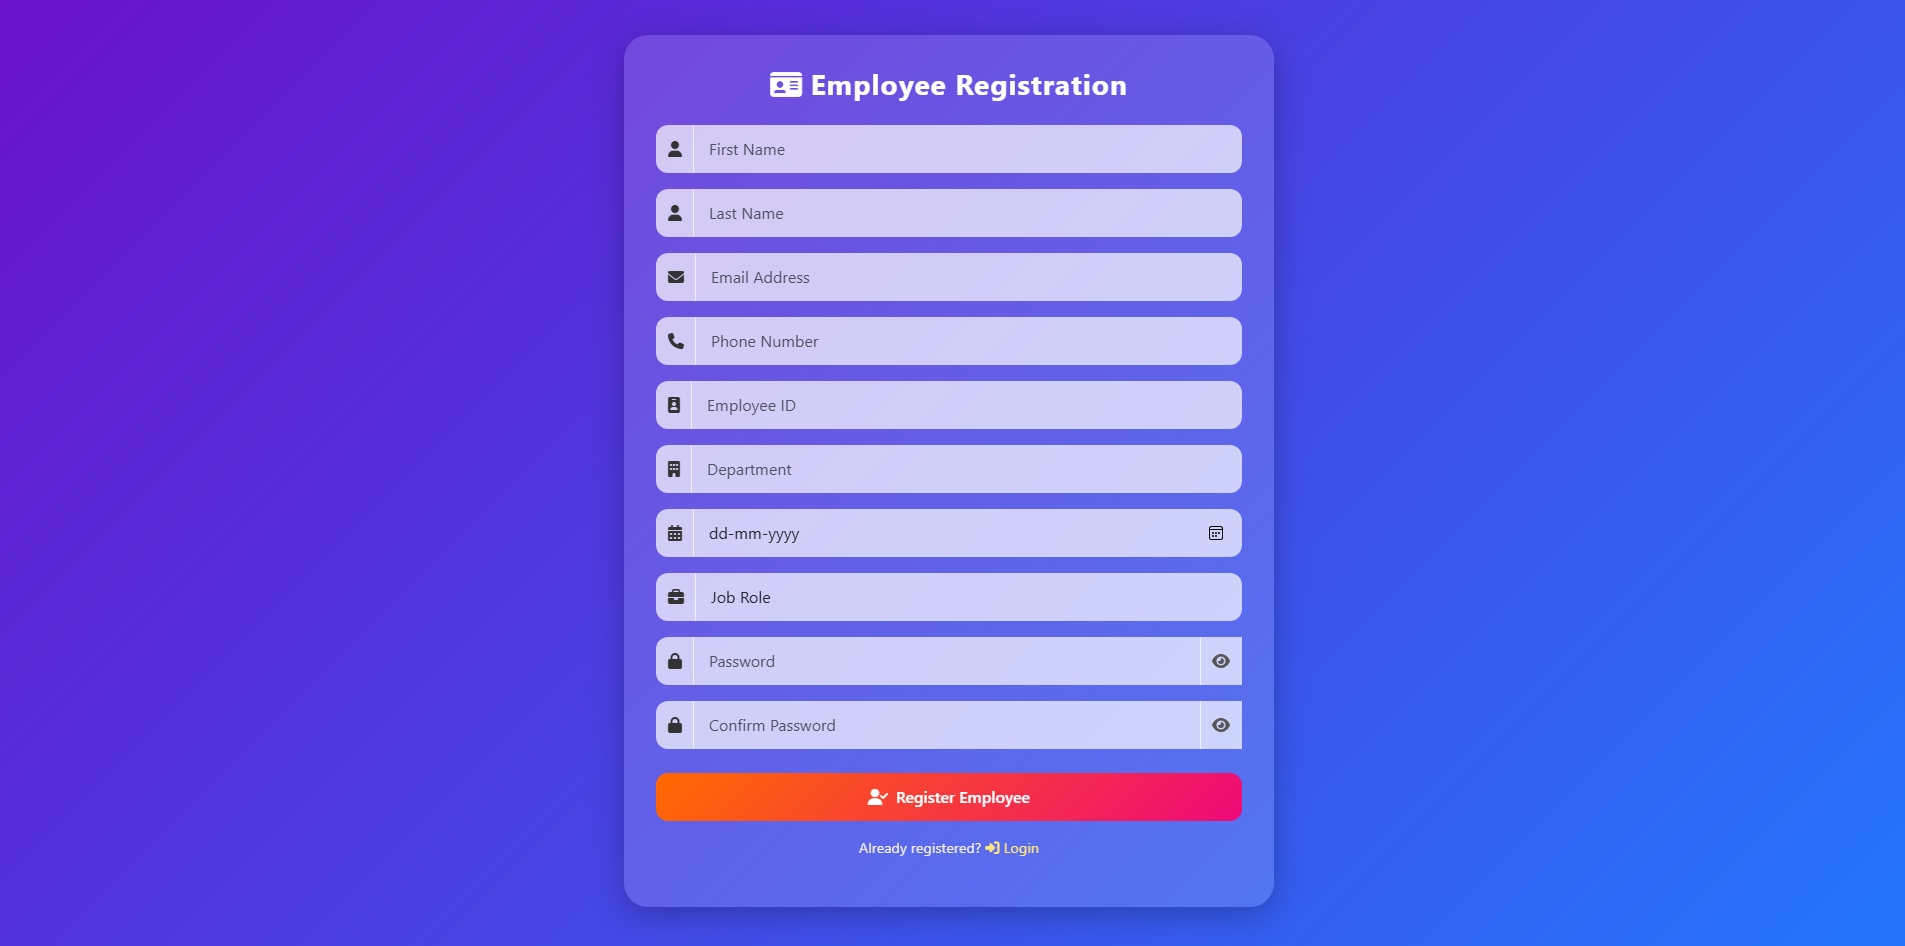 Employee Registration
First Name
Last Name
Email Address
Phone Number
Employee ID
Department
dd-mm-yyyy
Job Role
Password
Confirm Password
Register Employee
Already registered? Login